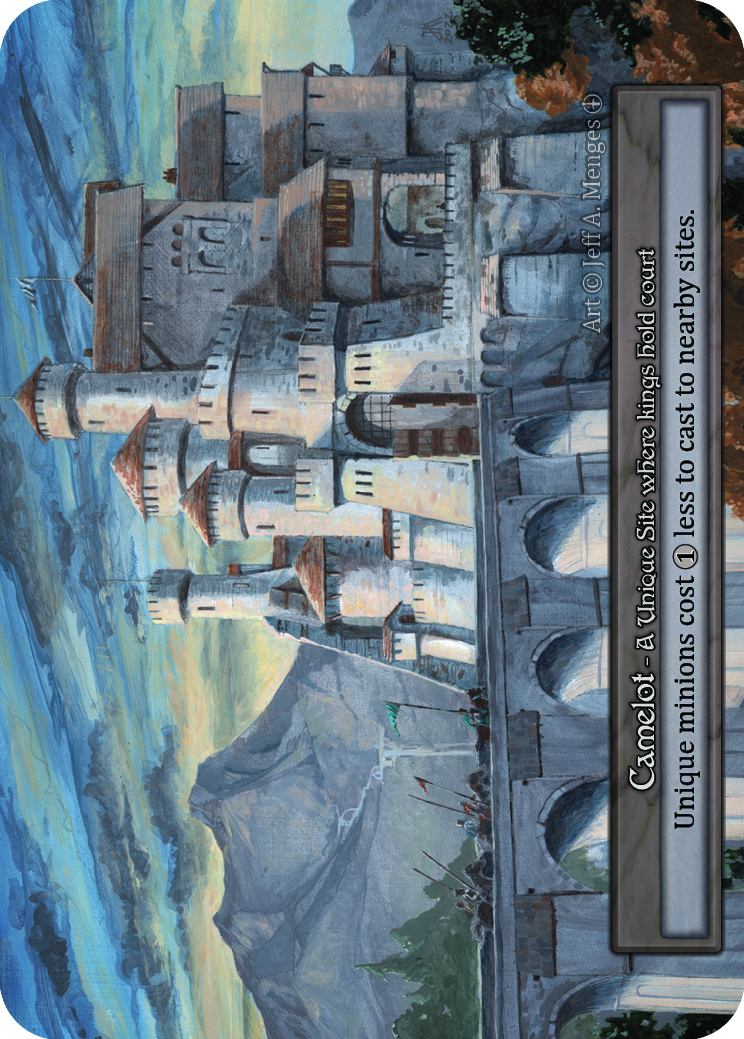 Art © Jeff A. Menges
Camelot - A Unique Site where kings hold court
Unique minions cost 1 less to cast to nearby sites.